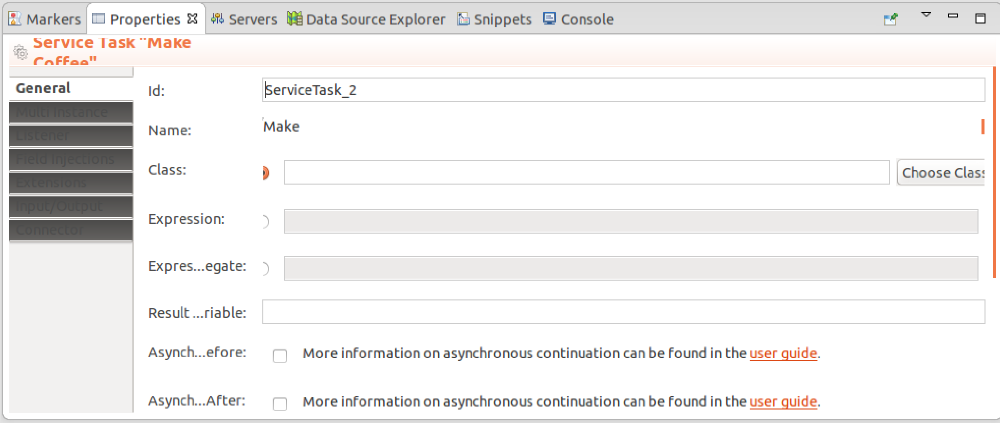 Markers Properties Servers Data Source Explorer Snippets Console
Service Task "Make
Coffee"
General
Multi Instance
Listener
Field Injections
Extensions
Input/Output
Connector
Id: ServiceTask_2
Name: Make
Class: Choose Class
Expression:
Expres...egate:
Result ...riable:
Asynch...efore: More information on asynchronous continuation can be found in the user guide.
Asynch...After: More information on asynchronous continuation can be found in the user guide.